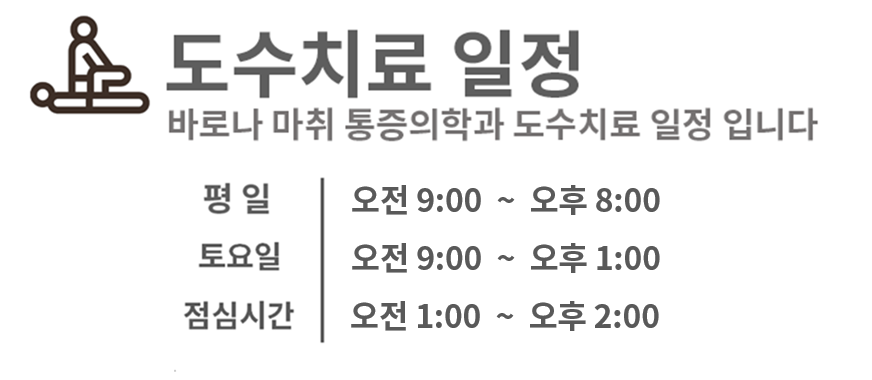 도수치료 일정
바로나 마취 통증의학과 도수치료 일정 입니다
평 일 오전 9:00 ~ 오후 8:00
토요일 오전 9:00 ~ 오후 1:00
점심시간 오전 1:00 ~ 오후 2:00